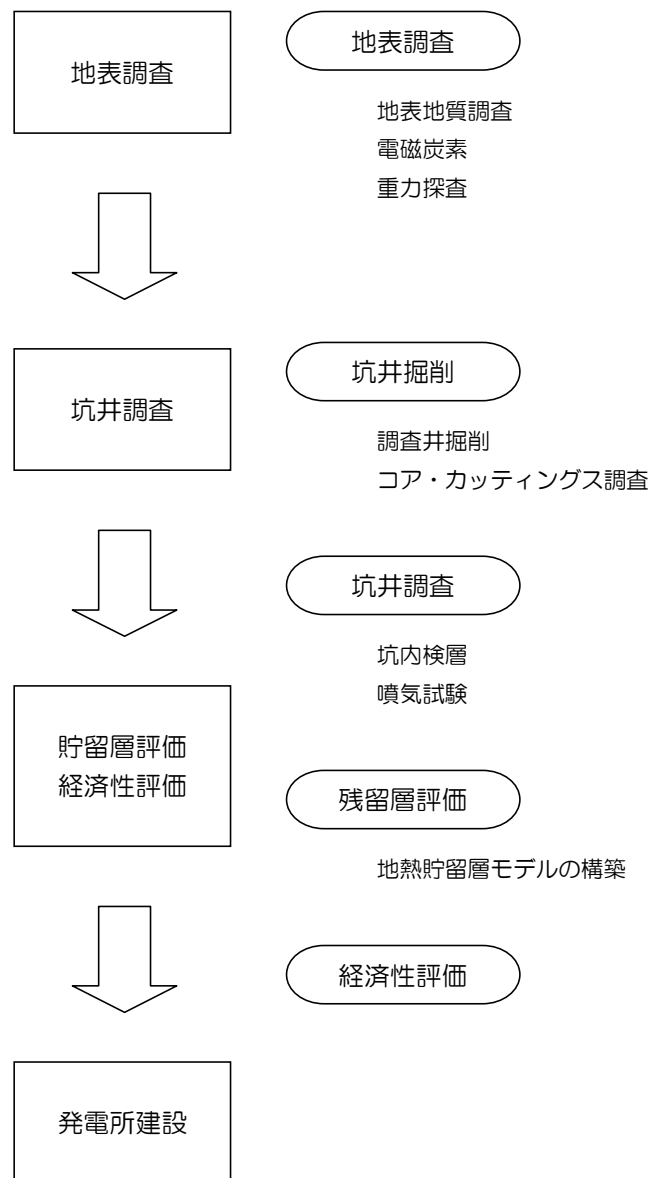 地表調査
地表調査
地表地質調査
電磁炭素
重力探査
坑井調査
坑井掘削
調査井掘削
コア・カッティングス調査
坑井調査
坑内検層
噴気試験
貯留層評価
経済性評価
残留層評価
地熱貯留層モデルの構築
経済性評価
発電所建設